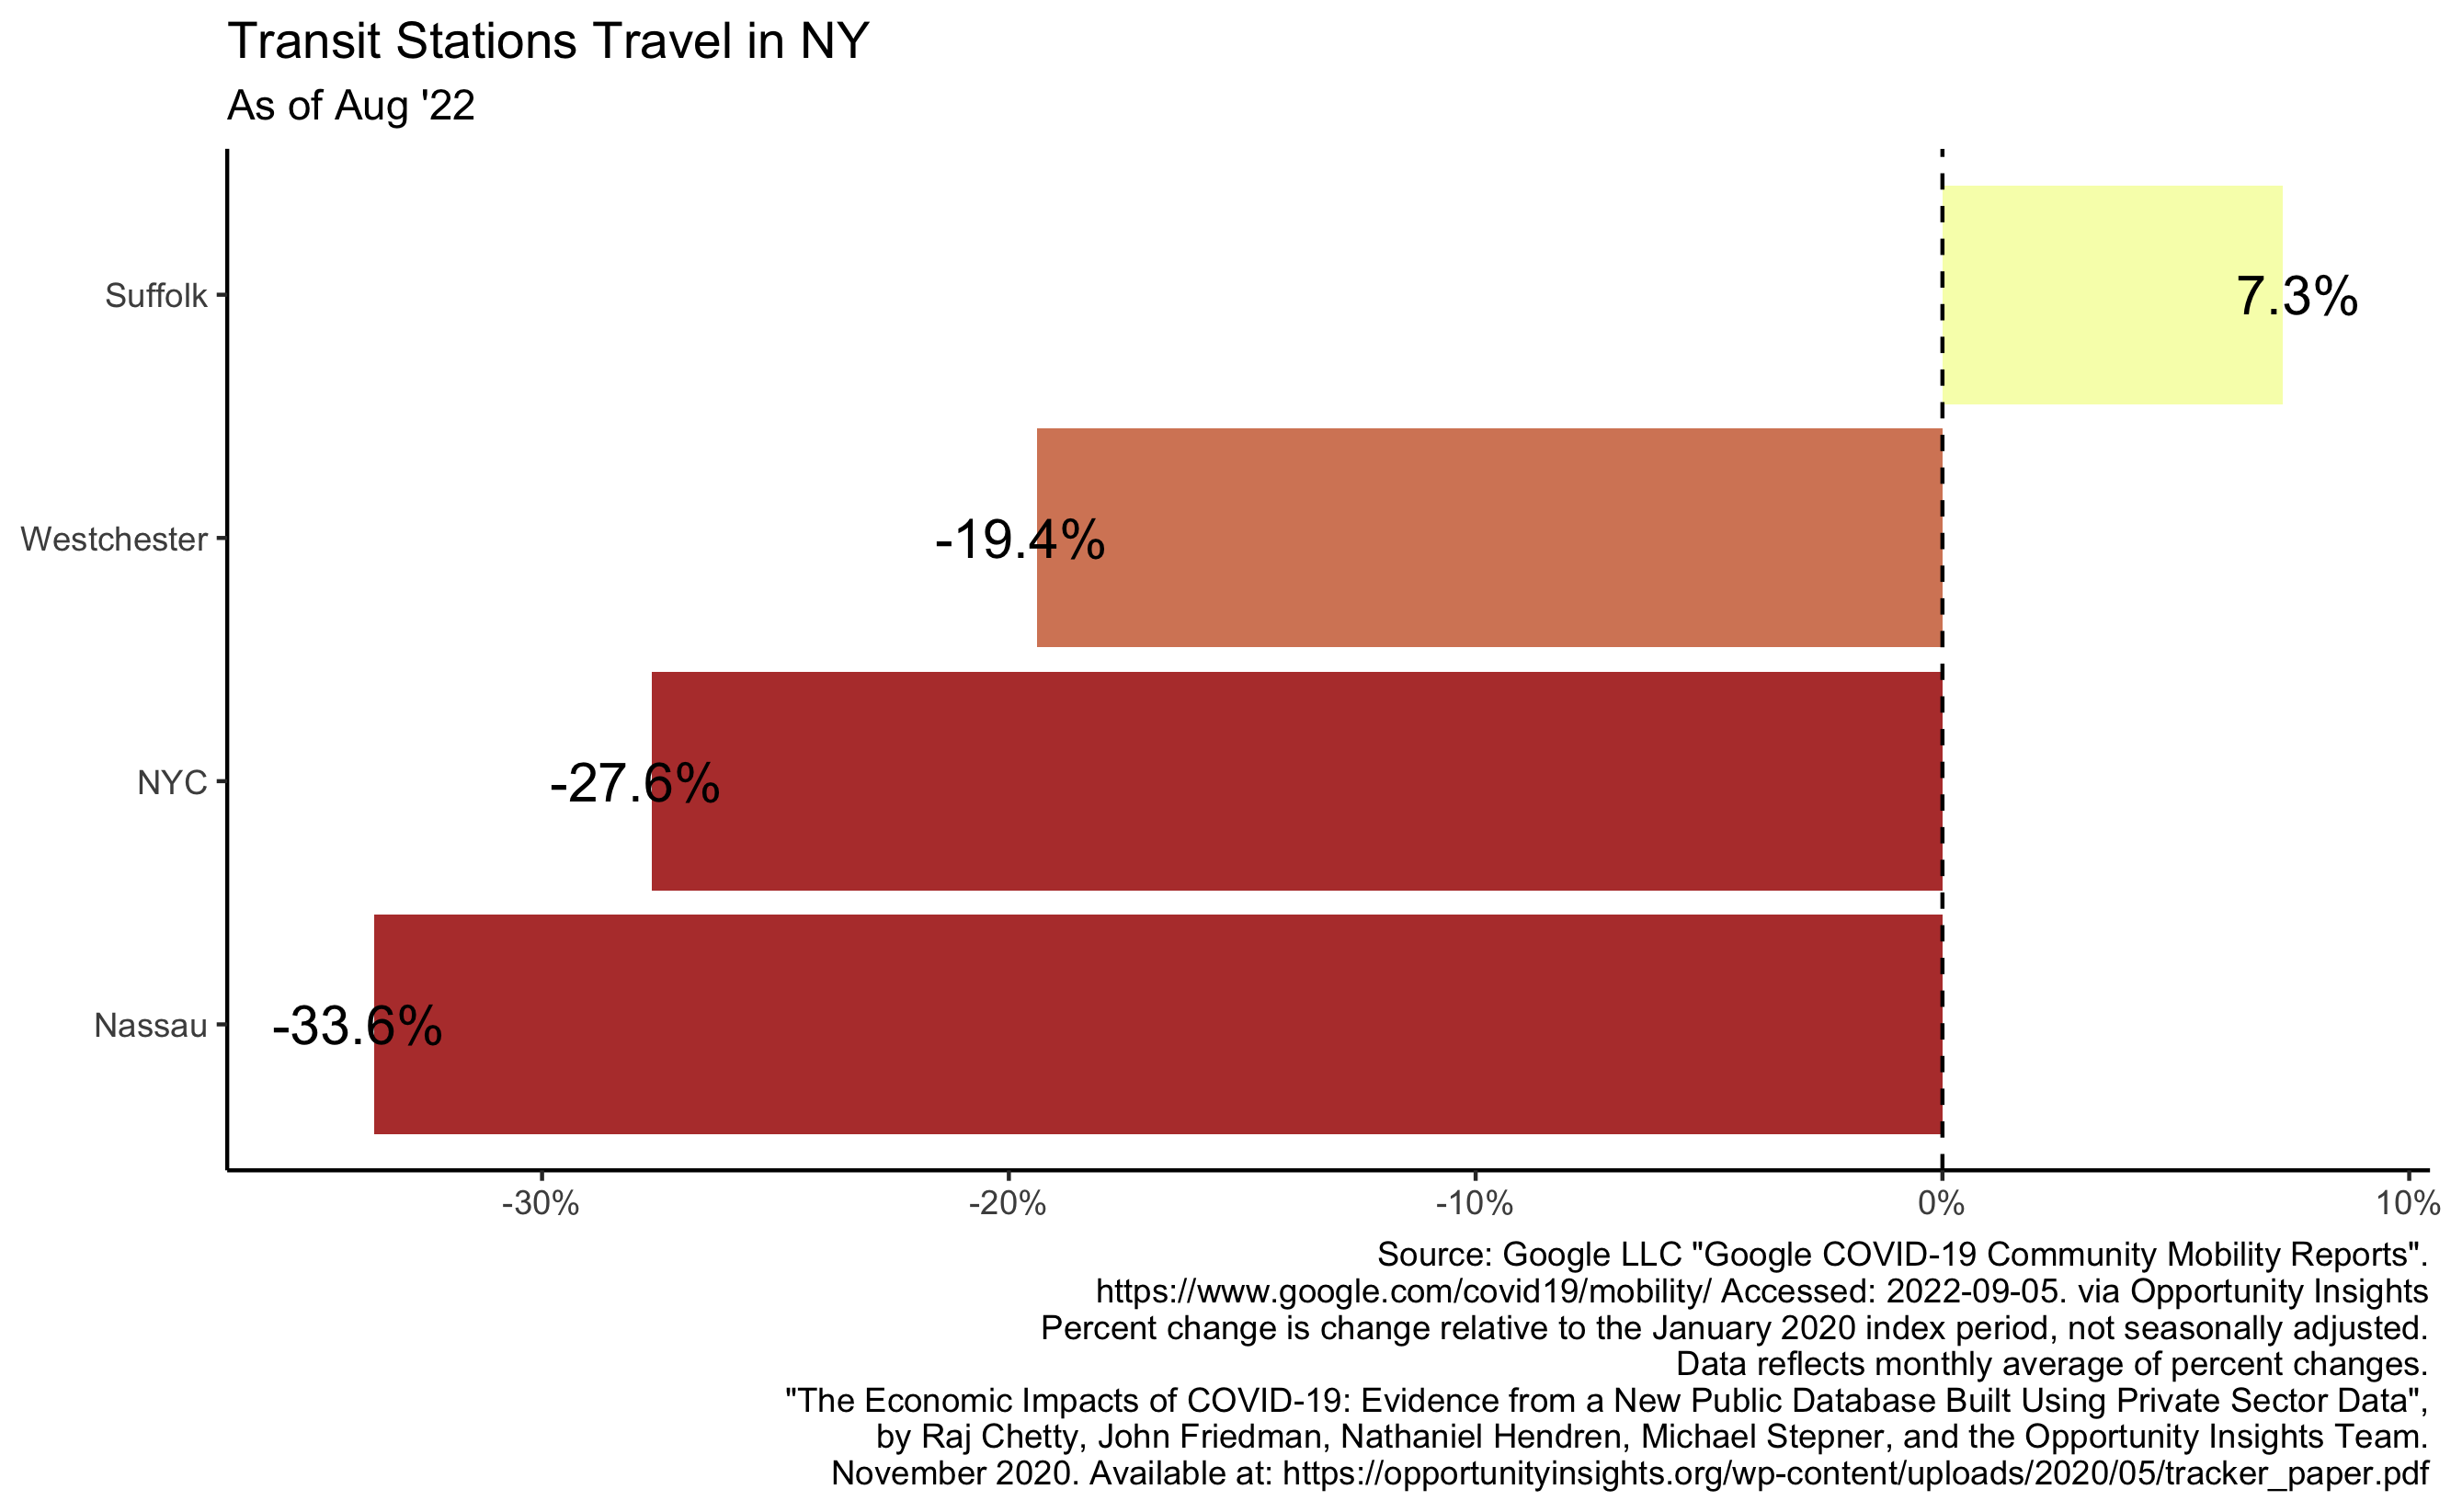 Transit Stations Travel in NY
As of Aug '22
Suffolk
7.3%
Westchester
-19.4%
NYC
-27.6%
Nassau
-33.6%
-30%
-20%
-10%
0%
10%
Source: Google LLC "Google COVID-19 Community Mobility Reports".
https://www.google.com/covid19/mobility/ Accessed: 2022-09-05. via Opportunity Insights
Percent change is change relative to the January 2020 index period, not seasonally adjusted.
Data reflects monthly average of percent changes.
"The Economic Impacts of COVID-19: Evidence from a New Public Database Built Using Private Sector Data",
by Raj Chetty, John Friedman, Nathaniel Hendren, Michael Stepner, and the Opportunity Insights Team.
November 2020. Available at: https://opportunityinsights.org/wp-content/uploads/2020/05/tracker_paper.pdf